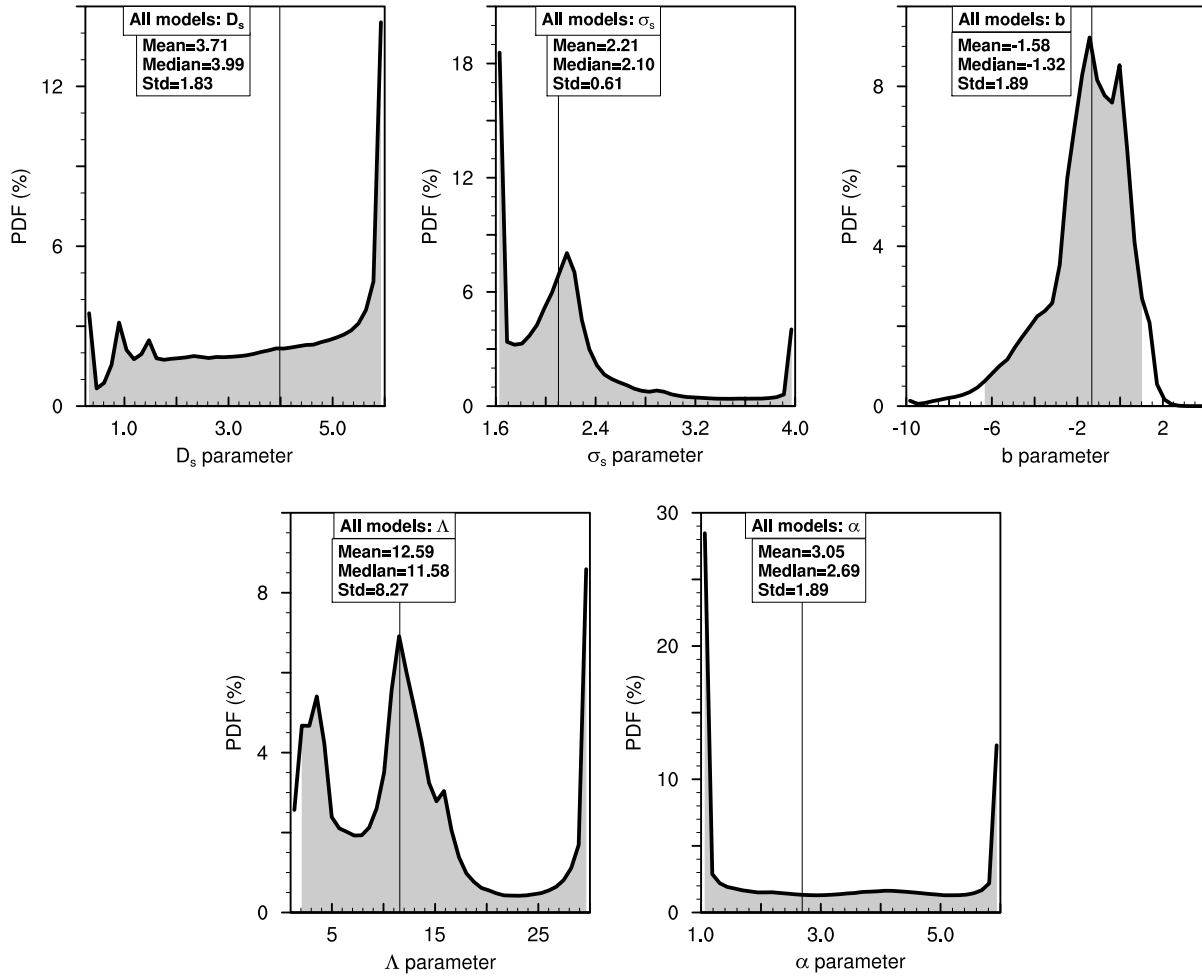 All models: Dₛ
Mean=3.71
Median=3.99
Std=1.83
PDF (%)
12
6
0
1.0 3.0 5.0
Dₛ parameter
All models: σₛ
Mean=2.21
Median=2.10
Std=0.61
PDF (%)
18
12
6
0
1.6 2.4 3.2 4.0
σₛ parameter
All models: b
Mean=-1.58
Median=-1.32
Std=1.89
PDF (%)
8
4
0
-10 -6 -2 2
b parameter
All models: Λ
Mean=12.59
Median=11.58
Std=8.27
PDF (%)
8
4
0
5 15 25
Λ parameter
All models: α
Mean=3.05
Median=2.69
Std=1.89
PDF (%)
30
20
10
0
1.0 3.0 5.0
α parameter